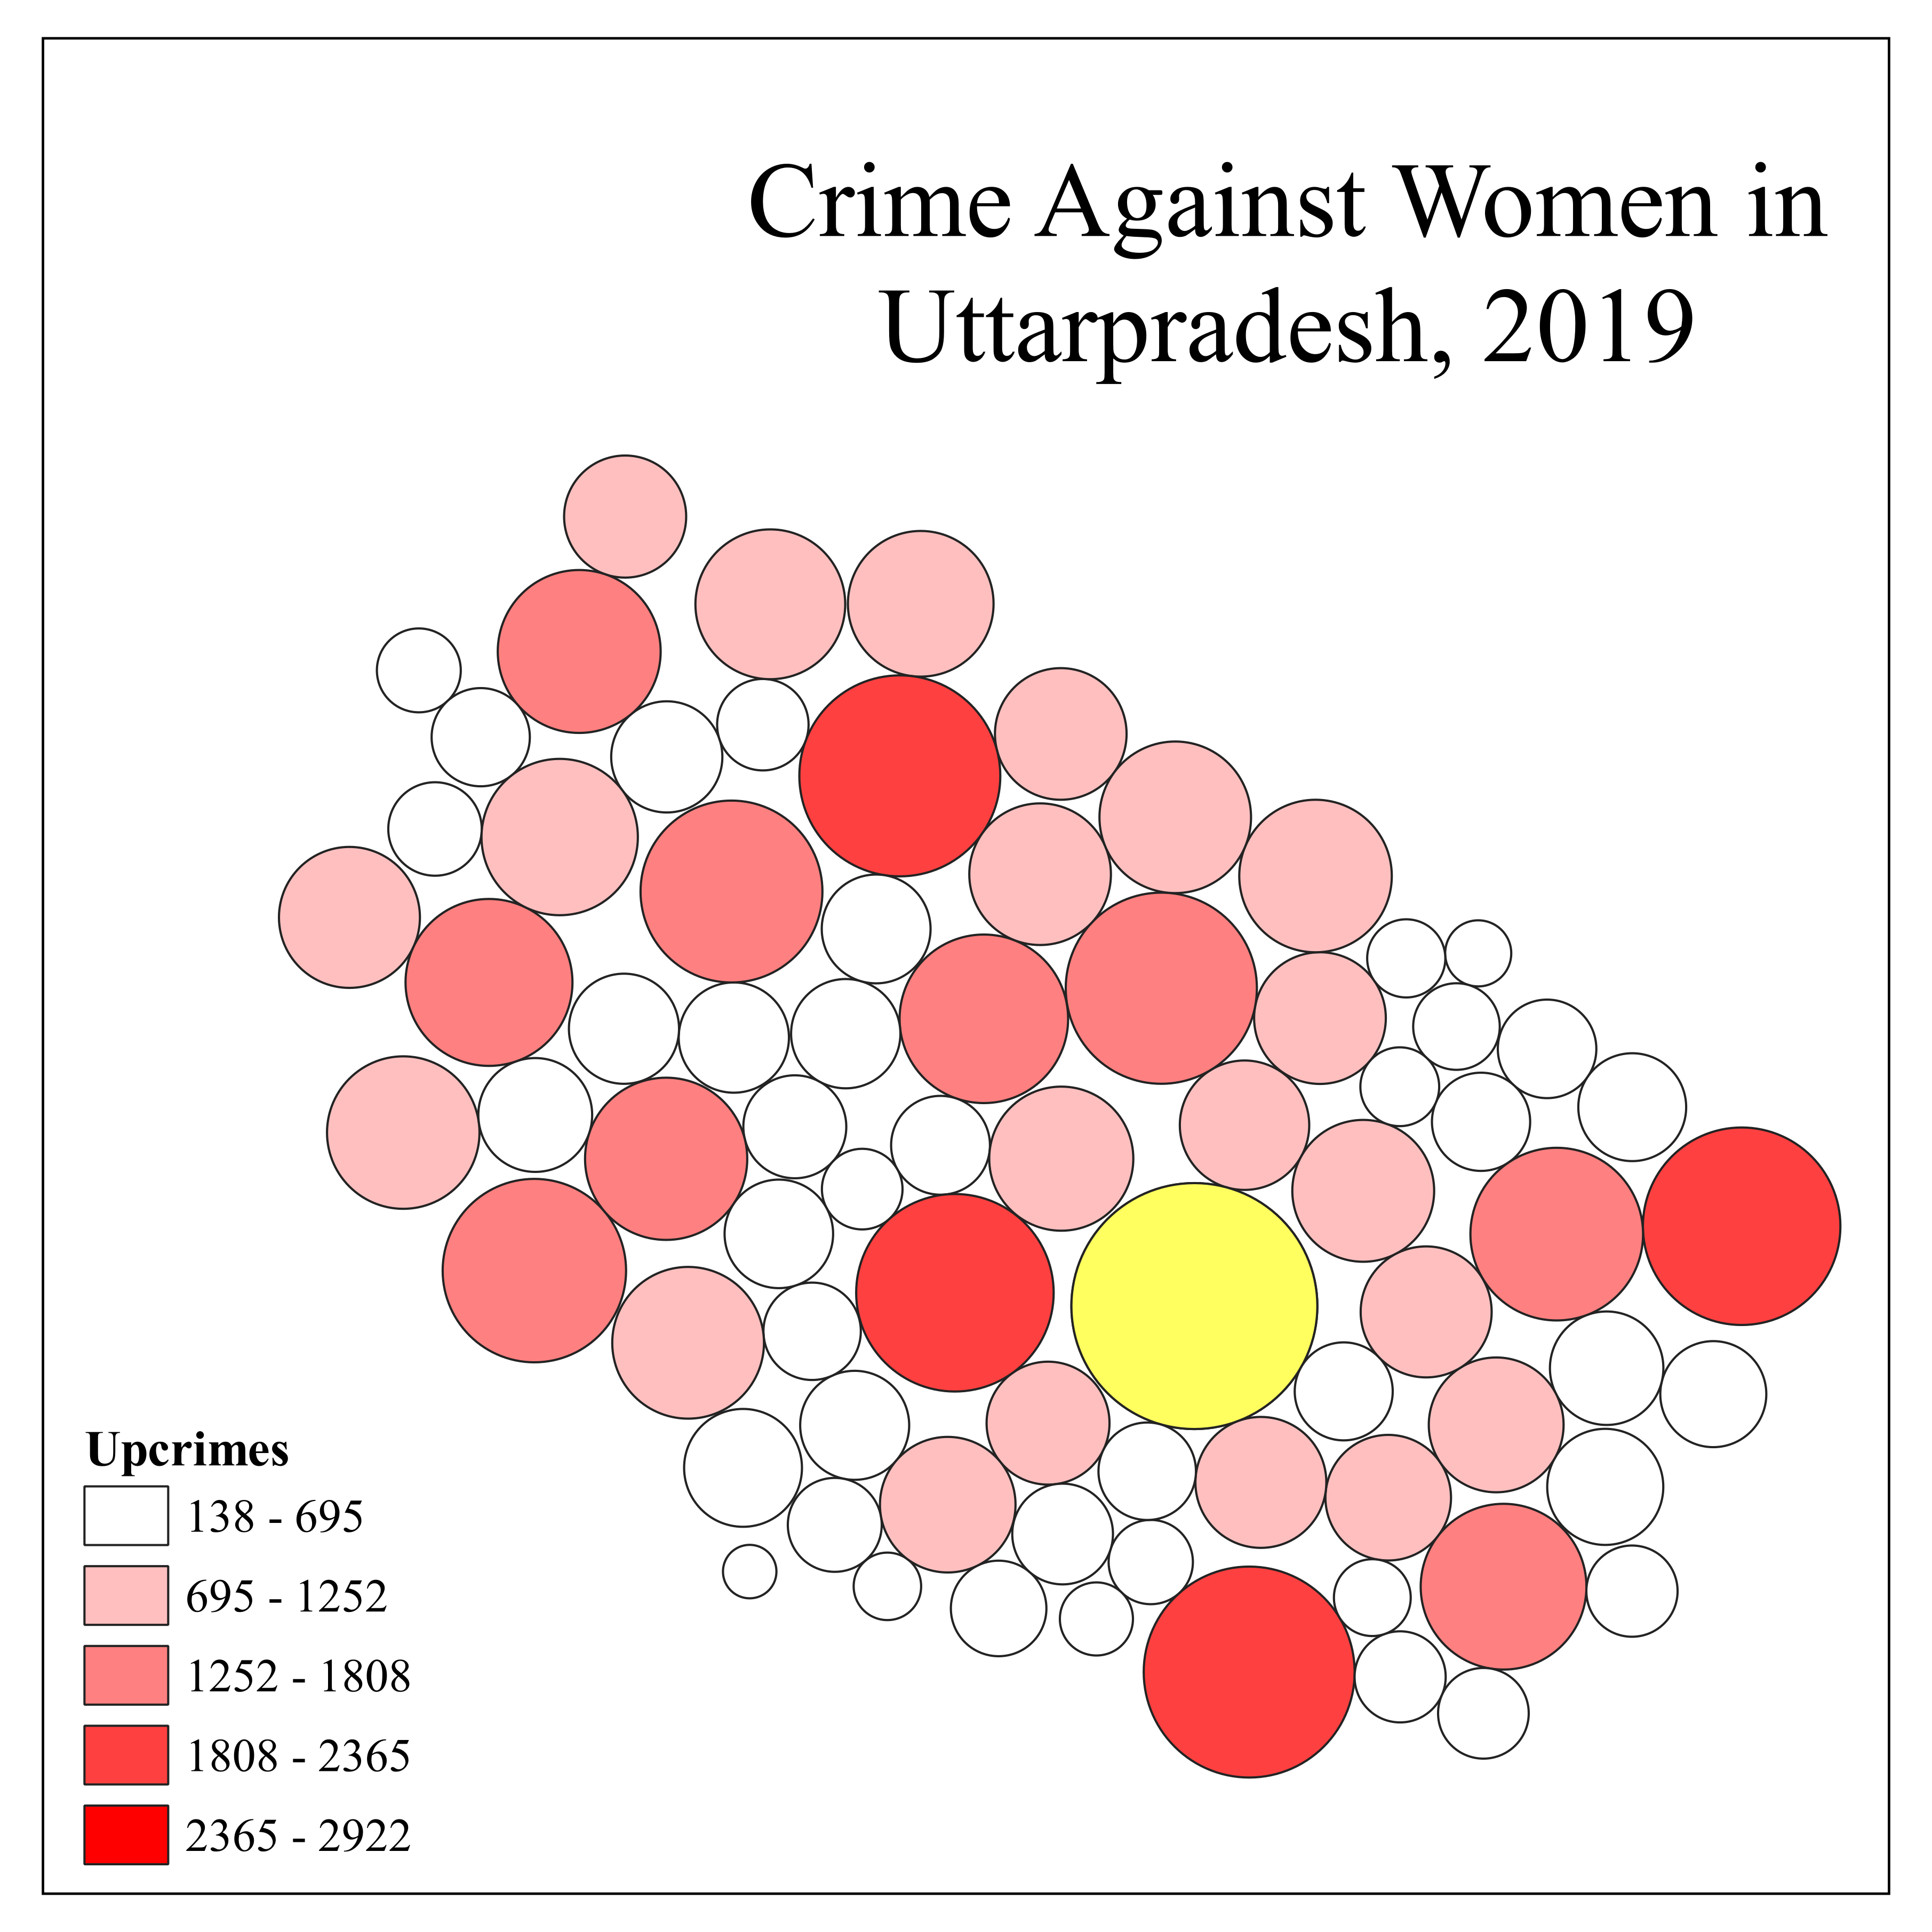 Crime Against Women in
Uttarpradesh, 2019
Upcrimes
138 - 695
695 - 1252
1252 - 1808
1808 - 2365
2365 - 2922